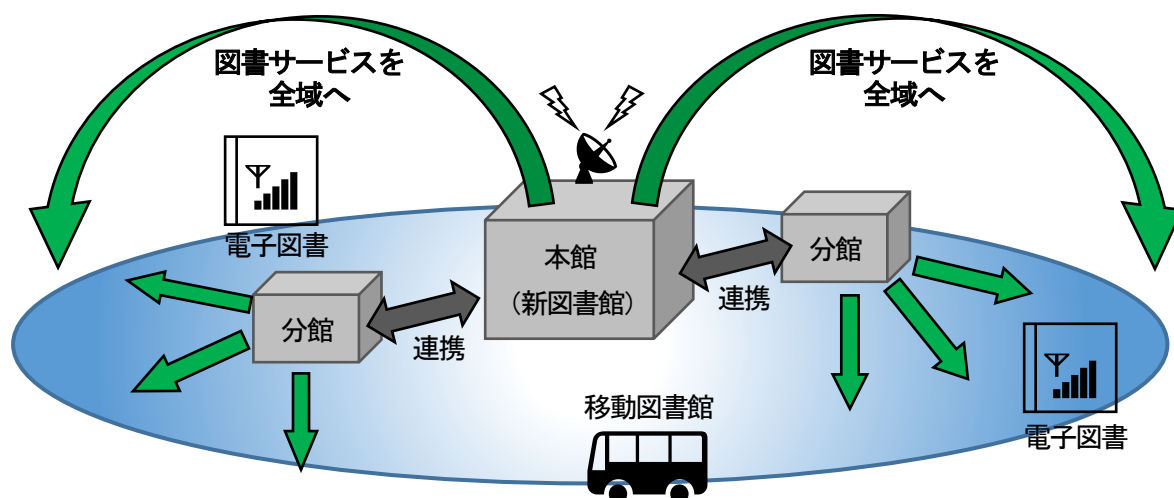 図書サービスを
全域へ
図書サービスを
全域へ
電子図書
本館
（新図書館）
分館
連携
分館
連携
移動図書館
電子図書